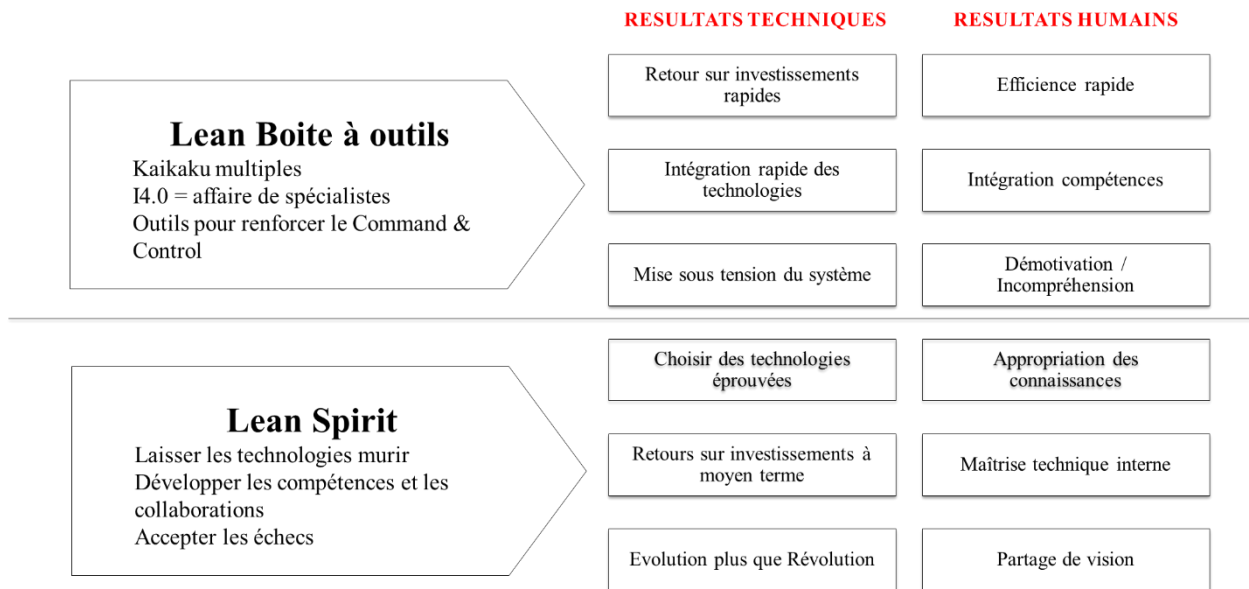 RESULTATS TECHNIQUES
RESULTATS HUMAINS
Lean Boite à outils
Kaikaku multiples
I4.0 = affaire de spécialistes
Outils pour renforcer le Command &
Control
Retour sur investissements
rapides
Efficience rapide
Intégration rapide des
technologies
Intégration compétences
Mise sous tension du système
Démotivation /
Incompréhension
Lean Spirit
Laisser les technologies murir
Développer les compétences et les
collaborations
Accepter les échecs
Choisir des technologies
éprouvées
Appropriation des
connaissances
Retours sur investissements à
moyen terme
Maîtrise technique interne
Evolution plus que Révolution
Partage de vision